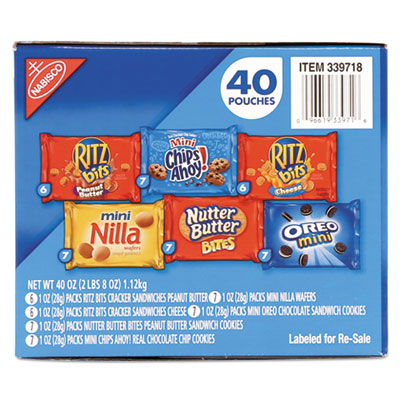 NABISCO
40
POUCHES
ITEM 339718
RITZ
bits
Peanut
Butter
6
Mini
Chips
Ahoy!
7
RITZ
bits
Cheese
6
mini
Nilla
wafers
7
Nutter
Butter
BITES
7
OREO
mini
7
NET WT 40 OZ (2 LBS 8 OZ) 1.12kg
6 1 OZ (28g) PACKS RITZ BITS CRACKER SANDWICHES PEANUT BUTTER 7 1 OZ (28g) PACKS MINI NILLA WAFERS
6 1 OZ (28g) PACKS RITZ BITS CRACKER SANDWICHES CHEESE 7 1 OZ (28g) PACKS MINI OREO CHOCOLATE SANDWICH COOKIES
7 1 OZ (28g) PACKS NUTTER BUTTER BITES PEANUT BUTTER SANDWICH COOKIES
7 1 OZ (28g) PACKS MINI CHIPS AHOY! REAL CHOCOLATE CHIP COOKIES
Labeled for Re-Sale